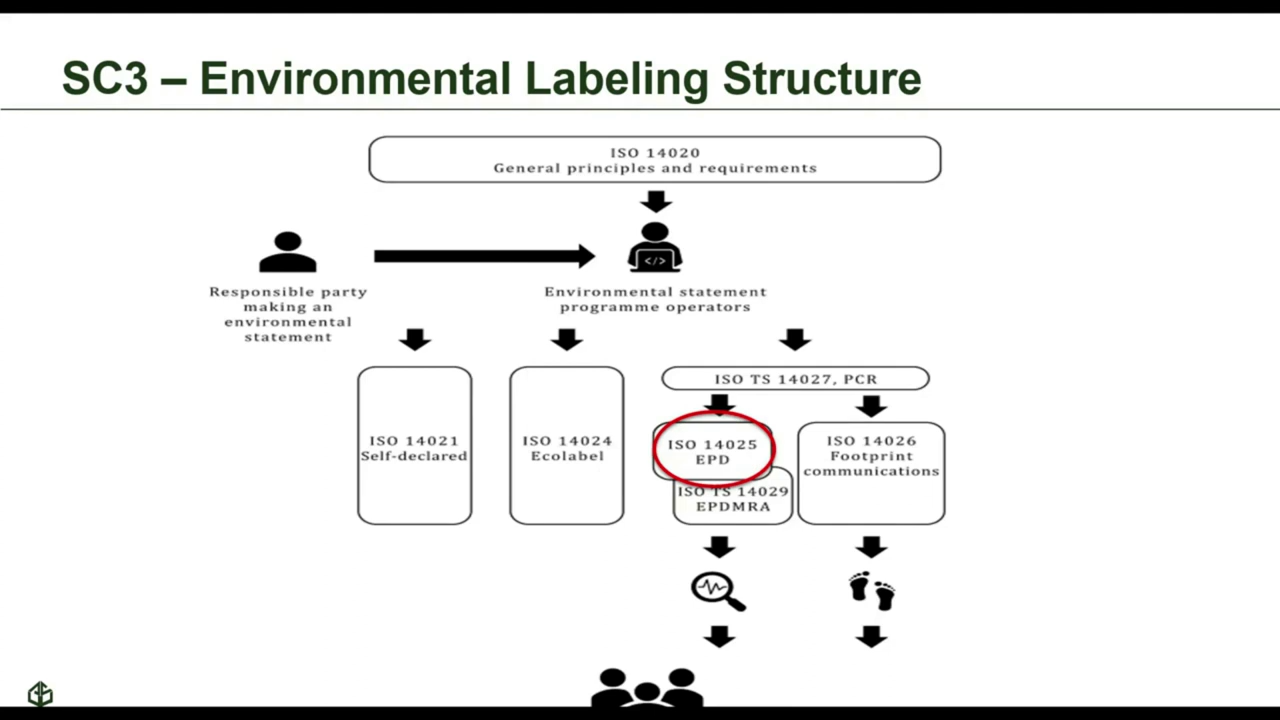 SC3 – Environmental Labeling Structure
ISO 14020
General principles and requirements
</>
Responsible party
making an
environmental
statement
Environmental statement
programme operators
ISO TS 14027, PCR
ISO 14021
Self-declared
ISO 14024
Ecolabel
ISO 14025
EPD
ISO TS 14029
EPDMRA
ISO 14026
Footprint
communications